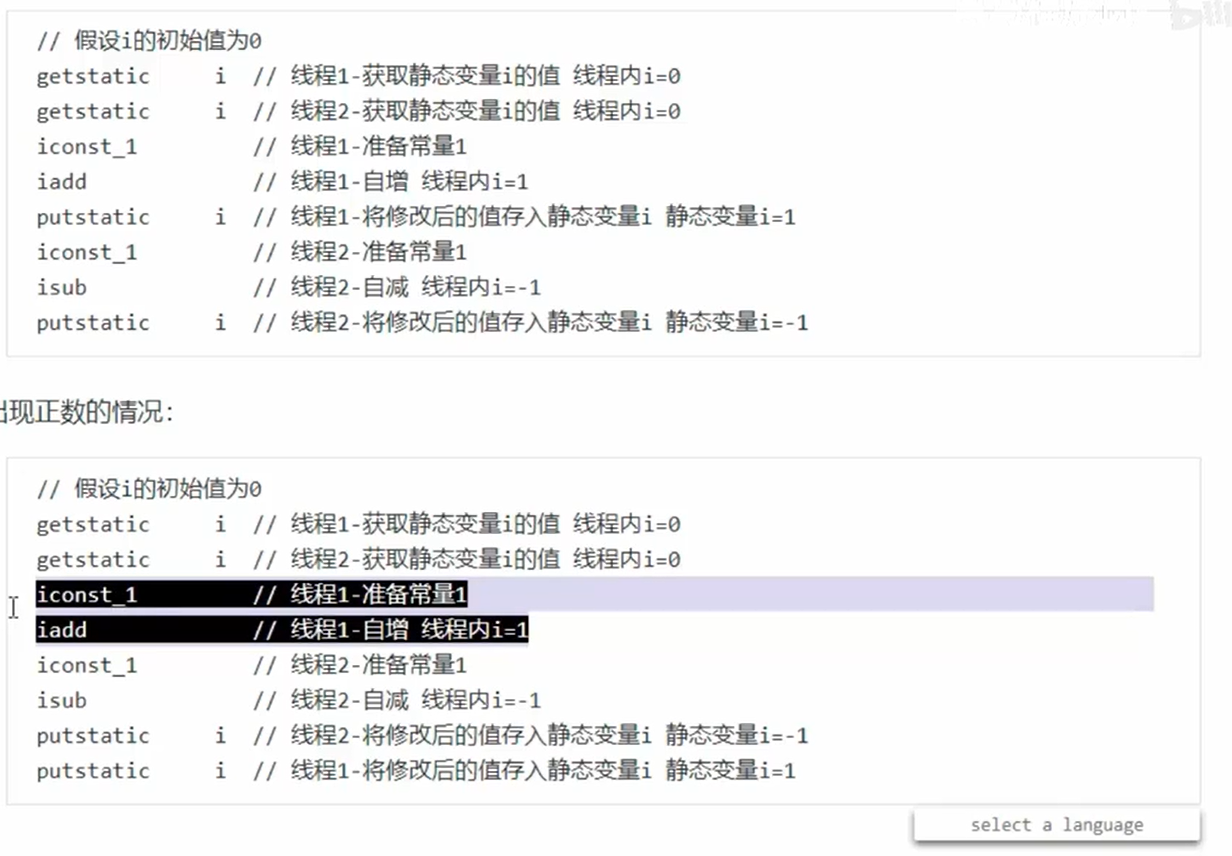 // 假设i的初始值为0
getstatic i // 线程1-获取静态变量i的值 线程内i=0
getstatic i // 线程2-获取静态变量i的值 线程内i=0
iconst_1 // 线程1-准备常量1
iadd // 线程1-自增 线程内i=1
putstatic i // 线程1-将修改后的值存入静态变量i 静态变量i=1
iconst_1 // 线程2-准备常量1
isub // 线程2-自减 线程内i=-1
putstatic i // 线程2-将修改后的值存入静态变量i 静态变量i=-1
出现正数的情况：
// 假设i的初始值为0
getstatic i // 线程1-获取静态变量i的值 线程内i=0
getstatic i // 线程2-获取静态变量i的值 线程内i=0
iconst_1 // 线程1-准备常量1
iadd // 线程1-自增 线程内i=1
iconst_1 // 线程2-准备常量1
isub // 线程2-自减 线程内i=-1
putstatic i // 线程2-将修改后的值存入静态变量i 静态变量i=-1
putstatic i // 线程1-将修改后的值存入静态变量i 静态变量i=1
select a language